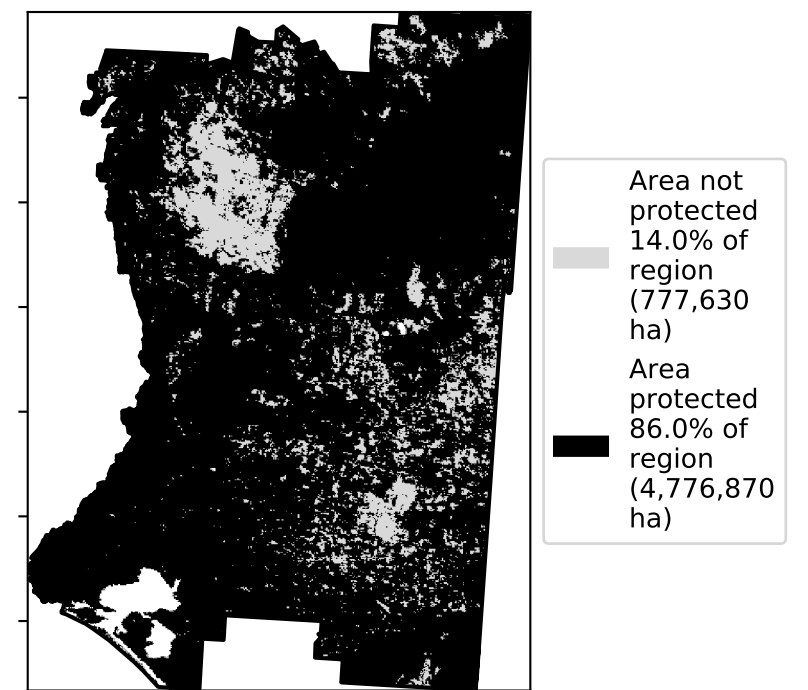 Area not
protected
14.0% of
region
(777,630
ha)
Area
protected
86.0% of
region
(4,776,870
ha)